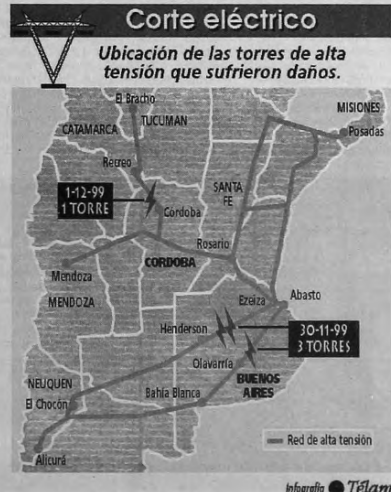 Corte eléctrico
Ubicación de las torres de alta
tensión que sufrieron daños.
El Bracho
TUCUMAN
MISIONES
CATAMARCA
Posadas
Recreo
SANTA
FE
1-12-99
1 TORRE
Córdoba
Rosario
CORDOBA
Mendoza
MENDOZA
Ezeiza
Abasto
Henderson
30-11-99
3 TORRES
Olavarría
BUENOS
AIRES
NEUQUEN
Bahía Blanca
El Chocón
Red de alta tensión
Alicurá
Infografía Télam